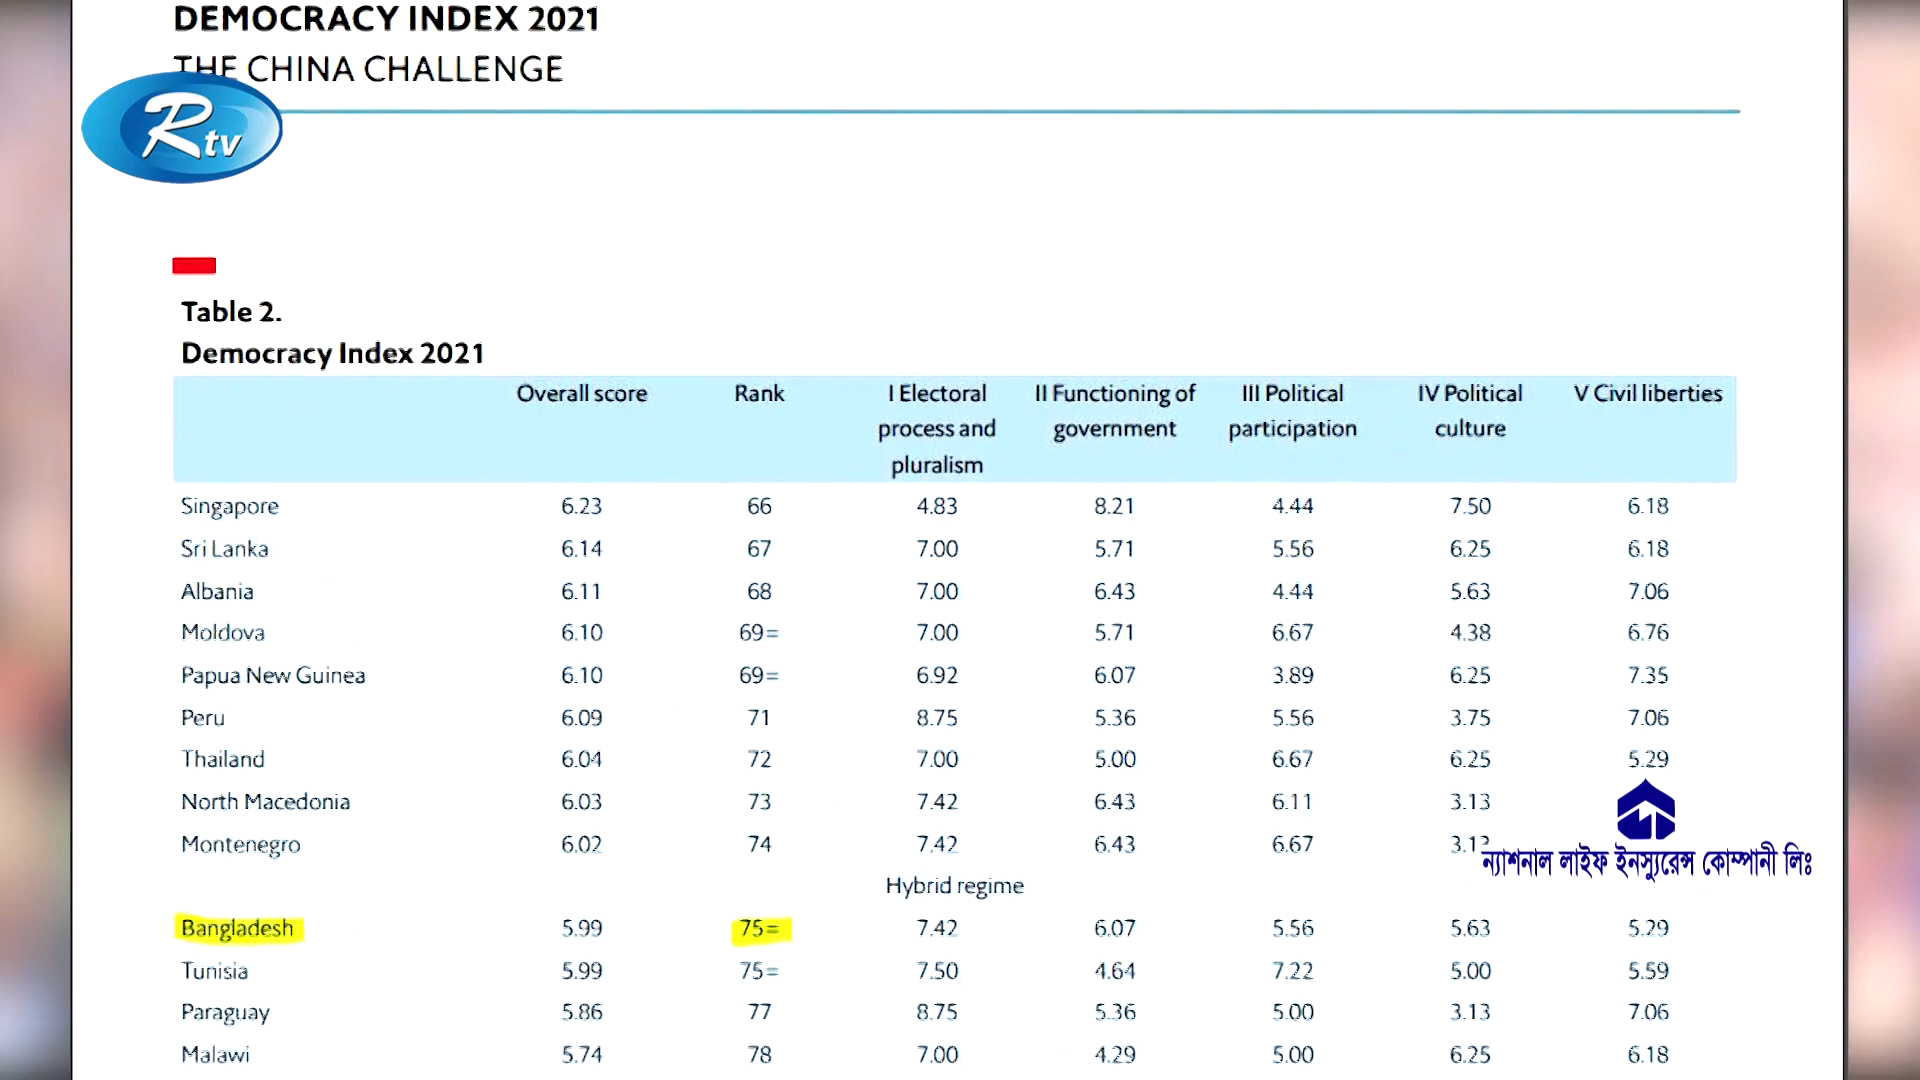 DEMOCRACY INDEX 2021
THE CHINA CHALLENGE
Rtv
Table 2.
Democracy Index 2021
Overall score Rank I Electoral process and pluralism II Functioning of government III Political participation IV Political culture V Civil liberties
Singapore 6.23 66 4.83 8.21 4.44 7.50 6.18
Sri Lanka 6.14 67 7.00 5.71 5.56 6.25 6.18
Albania 6.11 68 7.00 6.43 4.44 5.63 7.06
Moldova 6.10 69= 7.00 5.71 6.67 4.38 6.76
Papua New Guinea 6.10 69= 6.92 6.07 3.89 6.25 7.35
Peru 6.09 71 8.75 5.36 5.56 3.75 7.06
Thailand 6.04 72 7.00 5.00 6.67 6.25 5.29
North Macedonia 6.03 73 7.42 6.43 6.11 3.13
Montenegro 6.02 74 7.42 6.43 6.67 3.13
ন্যাশনাল লাইফ ইনস্যুরেন্স কোম্পানী লিঃ
Hybrid regime
Bangladesh 5.99 75= 7.42 6.07 5.56 5.63 5.29
Tunisia 5.99 75= 7.50 4.64 7.22 5.00 5.59
Paraguay 5.86 77 8.75 5.36 5.00 3.13 7.06
Malawi 5.74 78 7.00 4.29 5.00 6.25 6.18